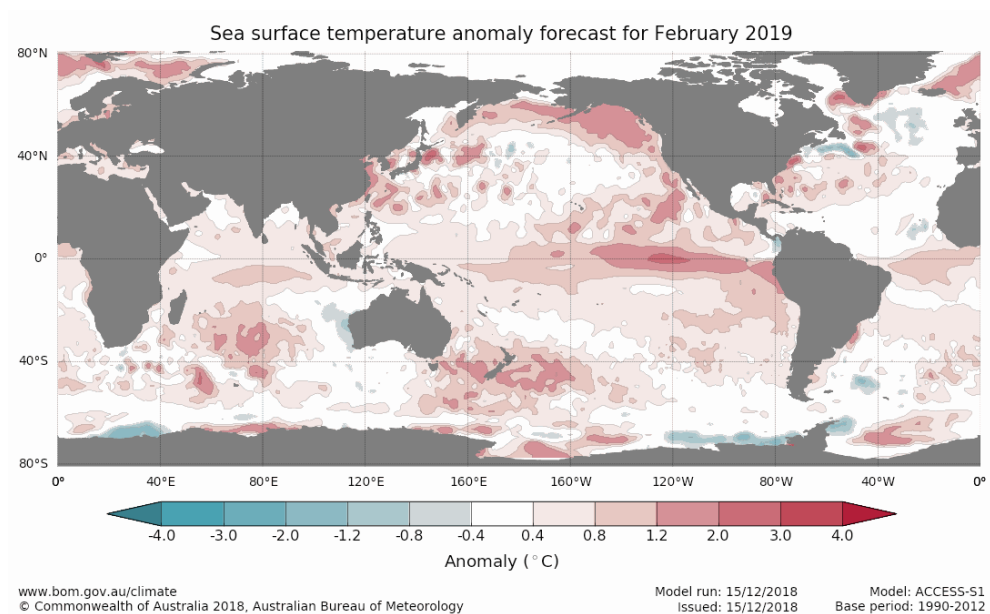 Sea surface temperature anomaly forecast for February 2019
80°N
40°N
0°
40°S
80°S
0° 40°E 80°E 120°E 160°E 160°W 120°W 80°W 40°W 0°
-4.0 -3.0 -2.0 -1.2 -0.8 -0.4 0.4 0.8 1.2 2.0 3.0 4.0
Anomaly (°C)
www.bom.gov.au/climate
© Commonwealth of Australia 2018, Australian Bureau of Meteorology
Model run: 15/12/2018
Issued: 15/12/2018
Model: ACCESS-S1
Base period: 1990-2012